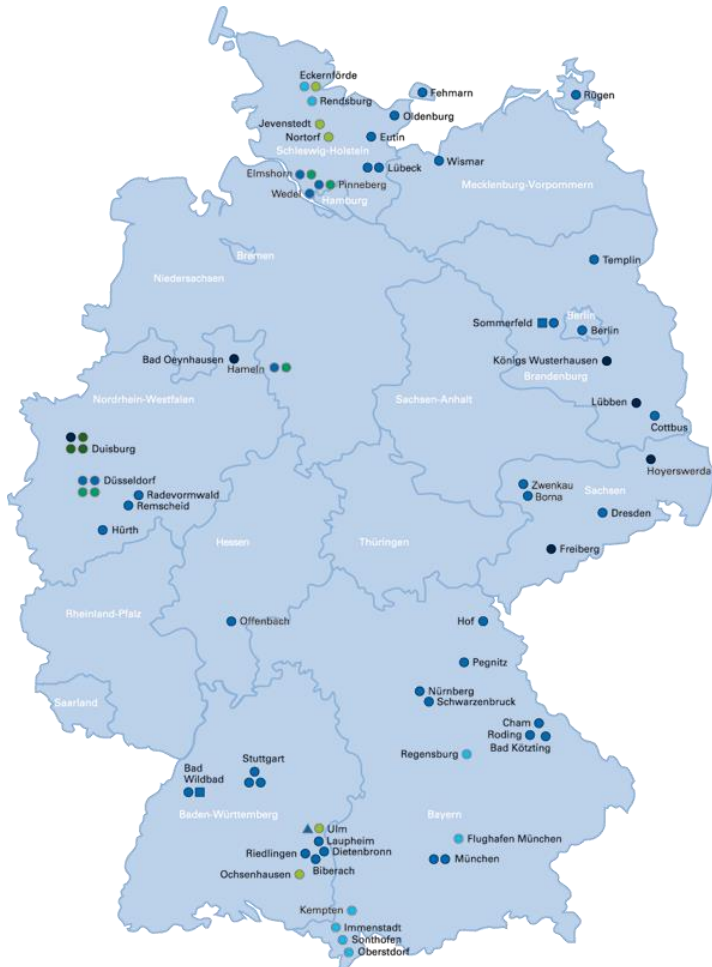 Eckernförde
Fehmarn
Rügen
Rendsburg
Oldenburg
Jevenstedt
Nortorf
Eutin
Schleswig-Holstein
Wismar
Lübeck
Elmshorn
Pinneberg
Mecklenburg-Vorpommern
Wedel
Hamburg
Bremen
Templin
Niedersachsen
Berlin
Sommerfeld
Berlin
Bad Oeynhausen
Königs Wusterhausen
Hameln
Brandenburg
Nordrhein-Westfalen
Sachsen-Anhalt
Lübben
Cottbus
Duisburg
Hoyerswerda
Düsseldorf
Zwenkau
Sachsen
Radevormwald
Borna
Remscheid
Dresden
Hürth
Hessen
Thüringen
Freiberg
Rheinland-Pfalz
Offenbach
Hof
Pegnitz
Saarland
Nürnberg
Schwarzenbruck
Cham
Roding
Bad Kötzting
Regensburg
Stuttgart
Bad
Wildbad
Baden-Württemberg
Bayern
Ulm
Flughafen München
Laupheim
Riedlingen
Dietenbronn
München
Biberach
Ochsenhausen
Kempten
Immenstadt
Sonthofen
Oberstdorf